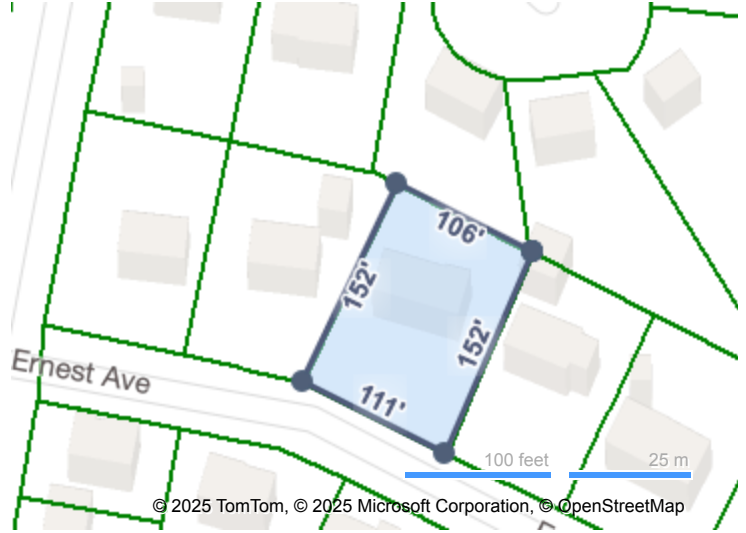 106'
152'
152'
Ernest Ave
111'
100 feet
25 m
© 2025 TomTom, © 2025 Microsoft Corporation, © OpenStreetMap